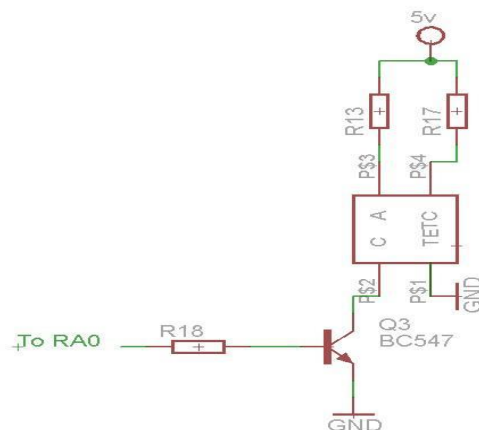 5v
R13
R17
P$3
P$4
A
C
TETC
P$2
P$1
GND
Q3
BC547
To RA0
R18
GND